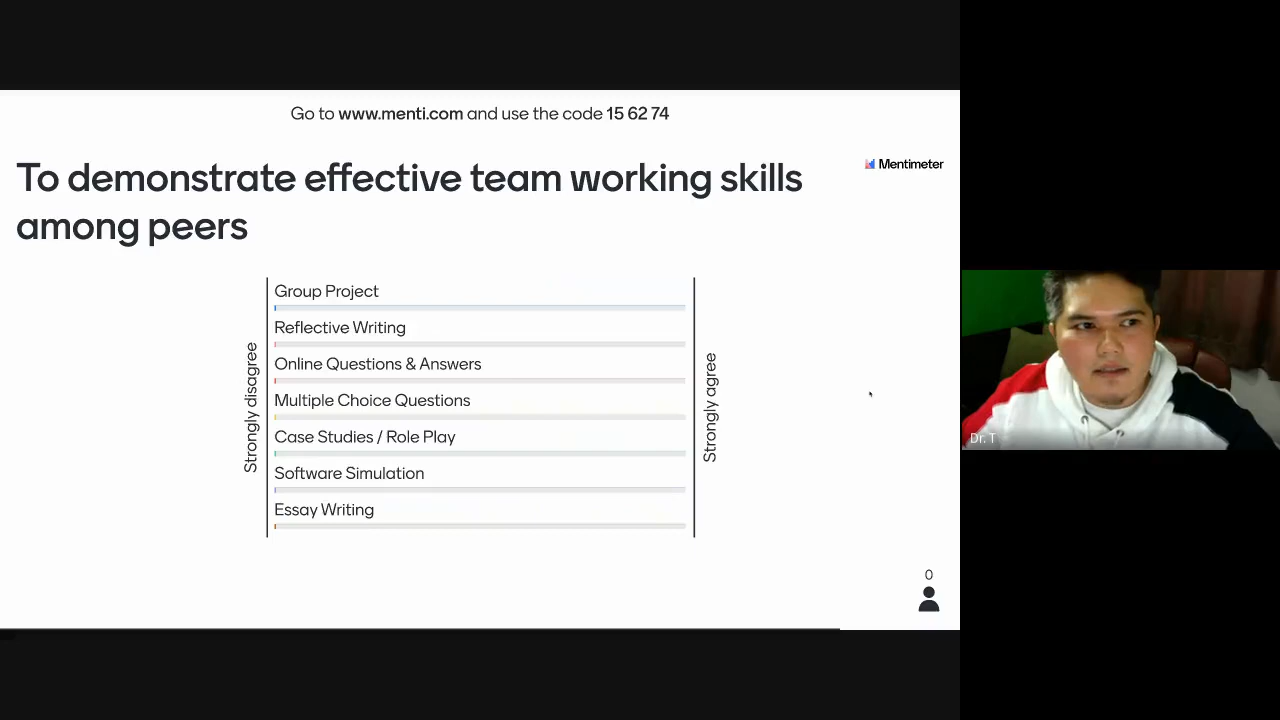 Go to www.menti.com and use the code 15 62 74
Mentimeter
To demonstrate effective team working skills
among peers
Strongly disagree
Group Project
Reflective Writing
Online Questions & Answers
Multiple Choice Questions
Case Studies / Role Play
Software Simulation
Essay Writing
Strongly agree
0
Dr. T